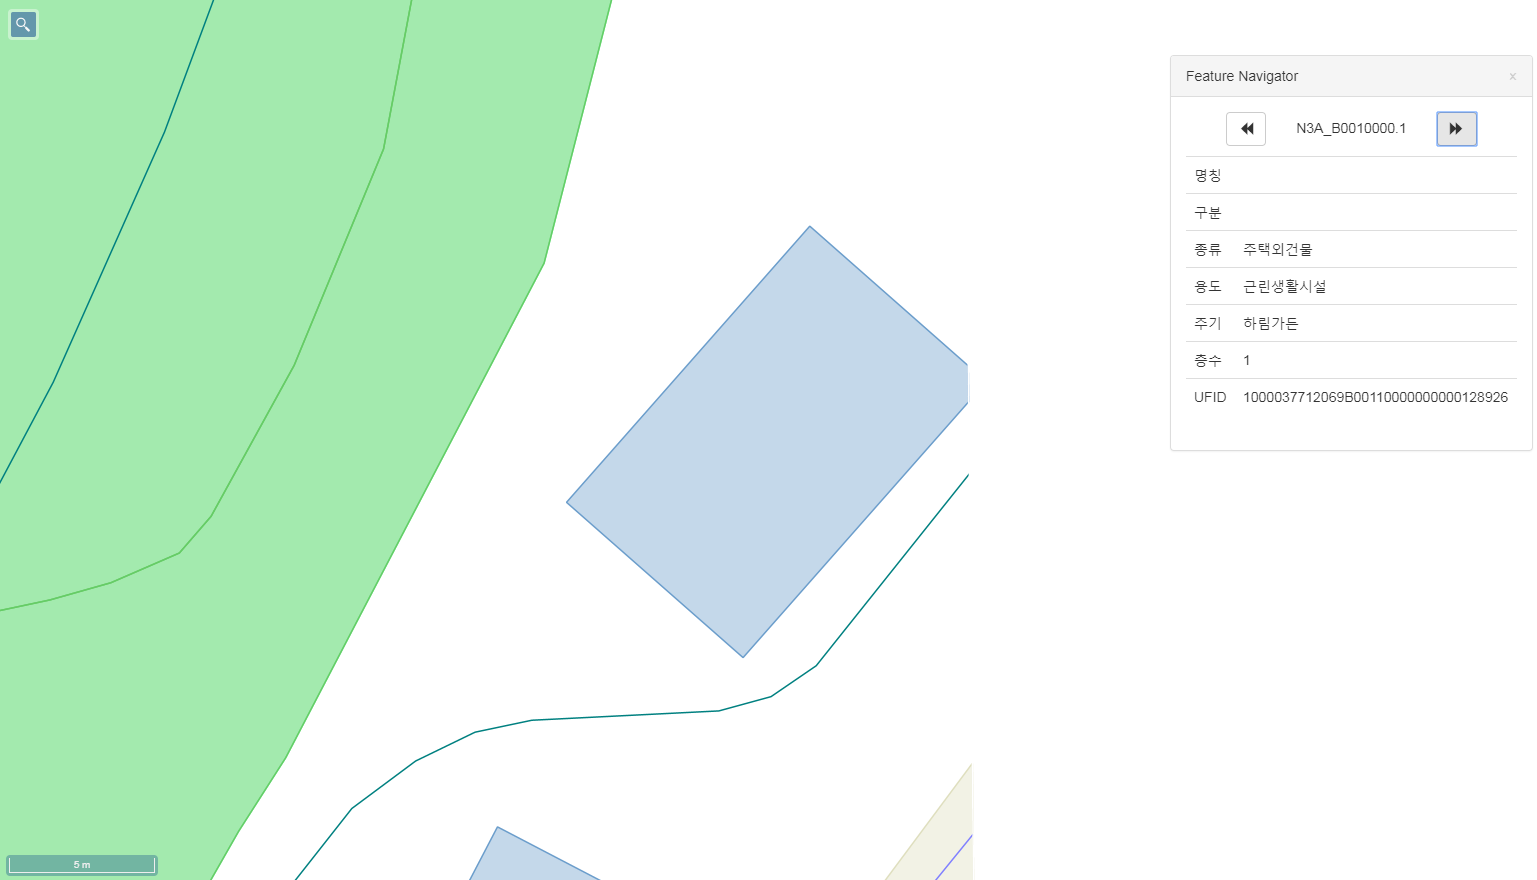 Feature Navigator x
N3A_B0010000.1
명칭
구분
종류 주택외건물
용도 근린생활시설
주기 하림가든
층수 1
UFID 1000037712069B00110000000000128926
5 m